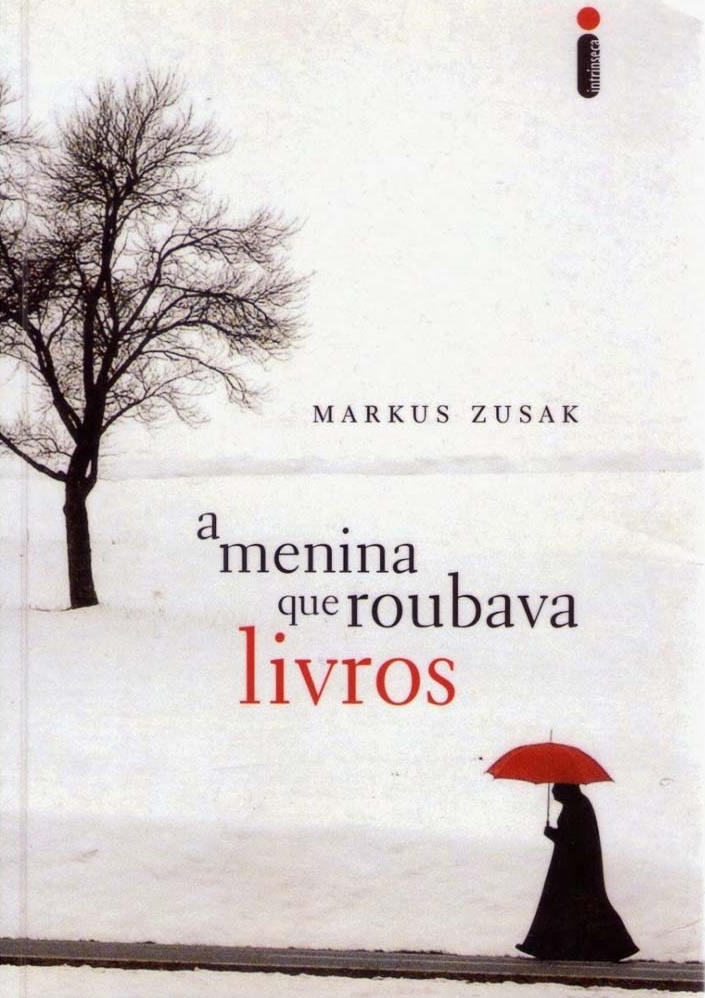 intrínseca
MARKUS ZUSAK
a
menina
que roubava
livros